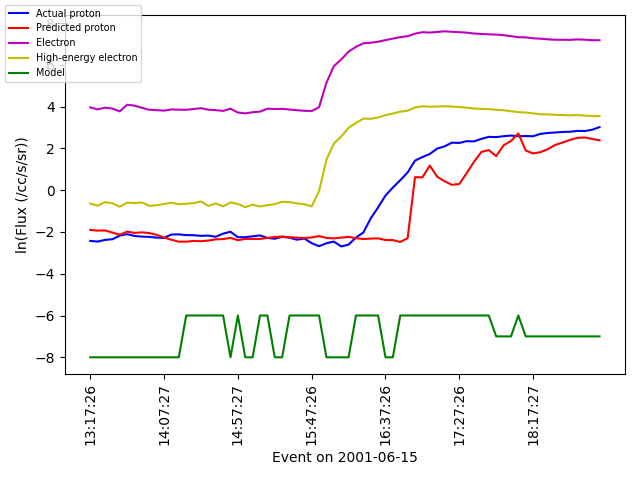 Actual proton
Predicted proton
Electron
High-energy electron
Model
4
2
0
−2
−4
−6
−8
ln(Flux (/cc/s/sr))
13:17:26
14:07:27
14:57:27
15:47:26
16:37:26
17:27:26
18:17:27
Event on 2001-06-15